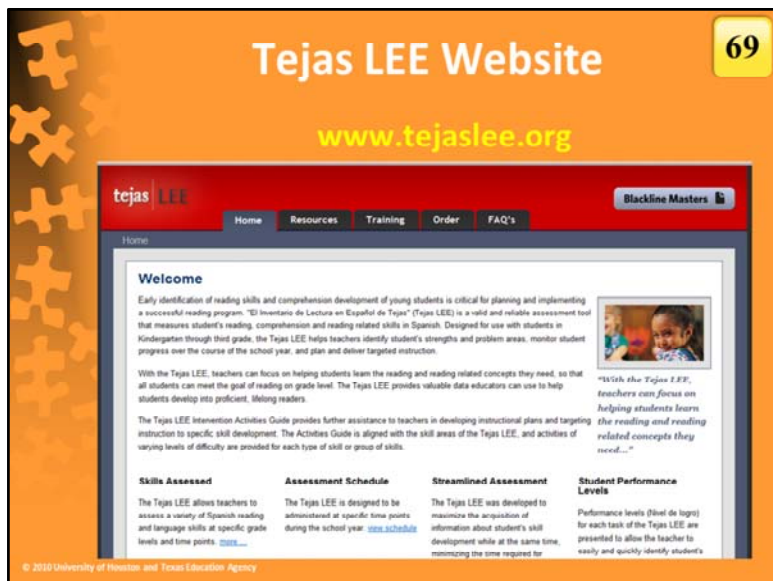 Tejas LEE Website
69
www.tejaslee.org
tejas LEE
Blackline Masters
Home Resources Training Order FAQ's
Home
Welcome
Early identification of reading skills and comprehension development of young students is critical for planning and implementing
a successful reading program. "El Inventario de Lectura en Español de Tejas" (Tejas LEE) is a valid and reliable assessment tool
that measures student's reading, comprehension and reading related skills in Spanish. Designed for use with students in
Kindergarten through third grade, the Tejas LEE helps teachers identify student's strengths and problem areas, monitor student
progress over the course of the school year, and plan and deliver targeted instruction.
With the Tejas LEE, teachers can focus on helping students learn the reading and reading related concepts they need, so that
all students can meet the goal of reading on grade level. The Tejas LEE provides valuable data educators can use to help
students develop into proficient, lifelong readers.
The Tejas LEE Intervention Activities Guide provides further assistance to teachers in developing instructional plans and targeting
instruction to specific skill development. The Activities Guide is aligned with the skill areas of the Tejas LEE, and activities of
varying levels of difficulty are provided for each type of skill or group of skills.
"With the Tejas LEE,
teachers can focus on
helping students learn
the reading and reading
related concepts they
need..."
Skills Assessed
The Tejas LEE allows teachers to
assess a variety of Spanish reading
and language skills at specific grade
levels and time points. more ...
Assessment Schedule
The Tejas LEE is designed to be
administered at specific time points
during the school year. view schedule
Streamlined Assessment
The Tejas LEE was developed to
maximize the acquisition of
information about student's skill
development while at the same time,
minimizing the time required for
Student Performance
Levels
Performance levels (Nivel de logro)
for each task of the Tejas LEE are
presented to allow the teacher to
easily and quickly identify student's
© 2010 University of Houston and Texas Education Agency